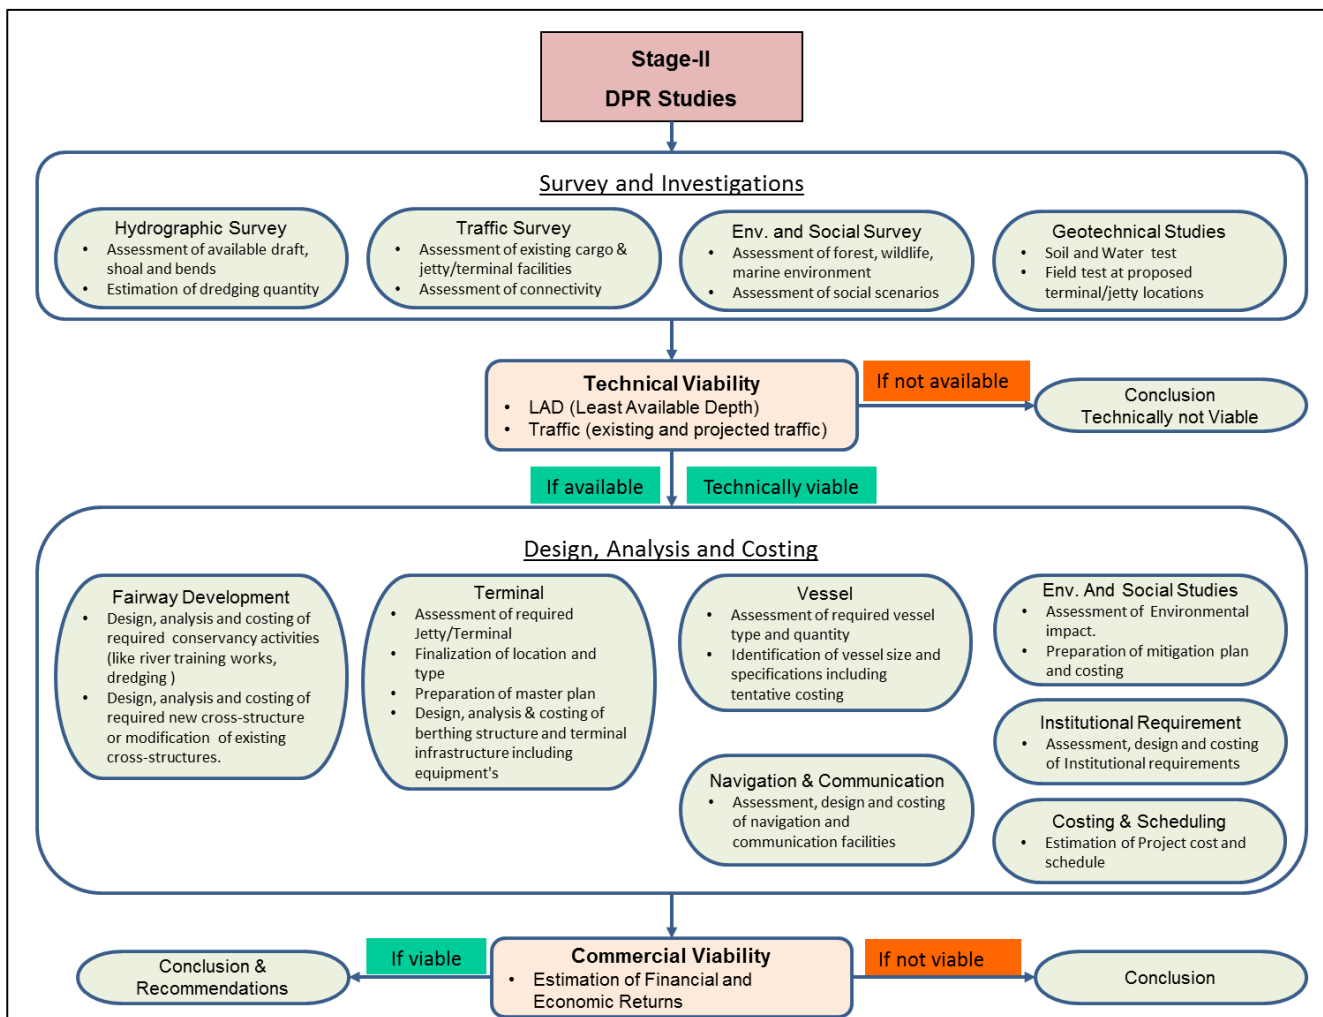 Stage-II
DPR Studies
Survey and Investigations
Hydrographic Survey
• Assessment of available draft,
shoal and bends
• Estimation of dredging quantity
Traffic Survey
• Assessment of existing cargo &
jetty/terminal facilities
• Assessment of connectivity
Env. and Social Survey
• Assessment of forest, wildlife,
marine environment
• Assessment of social scenarios
Geotechnical Studies
• Soil and Water test
• Field test at proposed
terminal/jetty locations
Technical Viability
• LAD (Least Available Depth)
• Traffic (existing and projected traffic)
If not available
Conclusion
Technically not Viable
If available
Technically viable
Design, Analysis and Costing
Fairway Development
• Design, analysis and costing of
required conservancy activities
(like river training works,
dredging )
• Design, analysis and costing of
required new cross-structure
or modification of existing
cross-structures.
Terminal
• Assessment of required
Jetty/Terminal
• Finalization of location and
type
• Preparation of master plan
• Design, analysis & costing of
berthing structure and terminal
infrastructure including
equipment's
Vessel
• Assessment of required vessel
type and quantity
• Identification of vessel size and
specifications including
tentative costing
Navigation & Communication
• Assessment, design and costing
of navigation and
communication facilities
Env. And Social Studies
• Assessment of Environmental
impact.
• Preparation of mitigation plan
and costing
Institutional Requirement
• Assessment, design and costing
of Institutional requirements
Costing & Scheduling
• Estimation of Project cost and
schedule
Commercial Viability
• Estimation of Financial and
Economic Returns
If viable
Conclusion &
Recommendations
If not viable
Conclusion